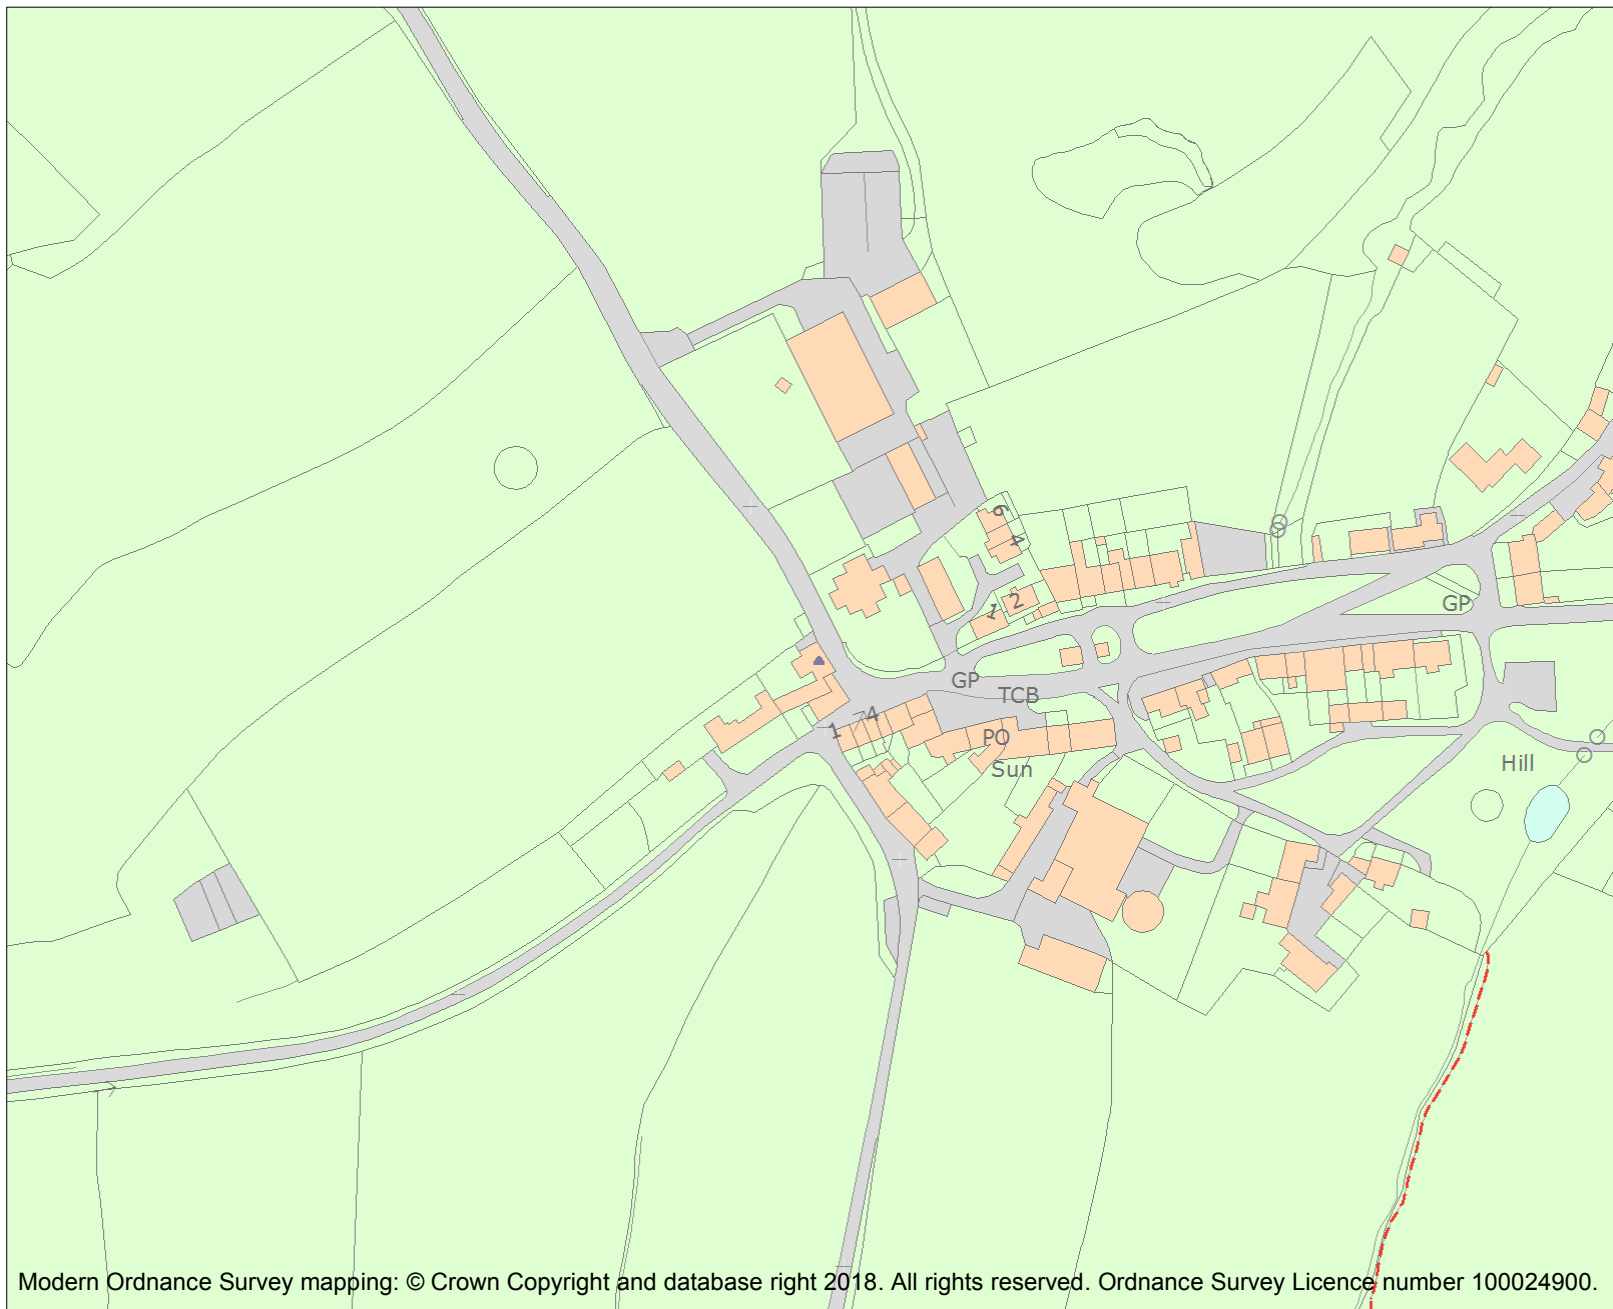 6
4
2
1
GP
GP
TCB
4
1
PO
Sun
Hill
Modern Ordnance Survey mapping: © Crown Copyright and database right 2018. All rights reserved. Ordnance Survey Licence number 100024900.